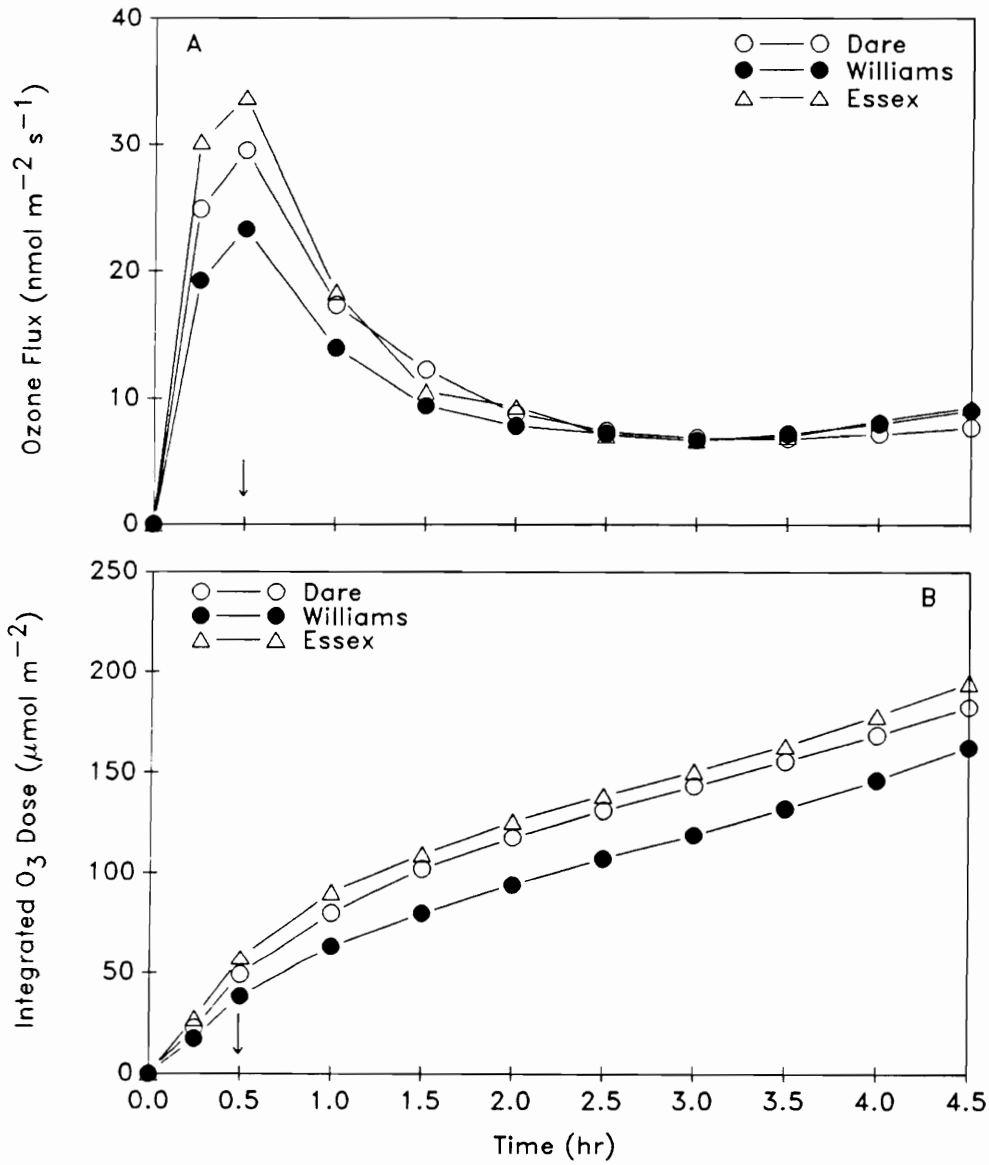 40
A
Dare
Williams
Essex
30
20
10
0
Ozone Flux (nmol m⁻² s⁻¹)
250
Dare
Williams
Essex
B
200
150
100
50
0
Integrated O₃ Dose (μmol m⁻²)
0.0 0.5 1.0 1.5 2.0 2.5 3.0 3.5 4.0 4.5
Time (hr)